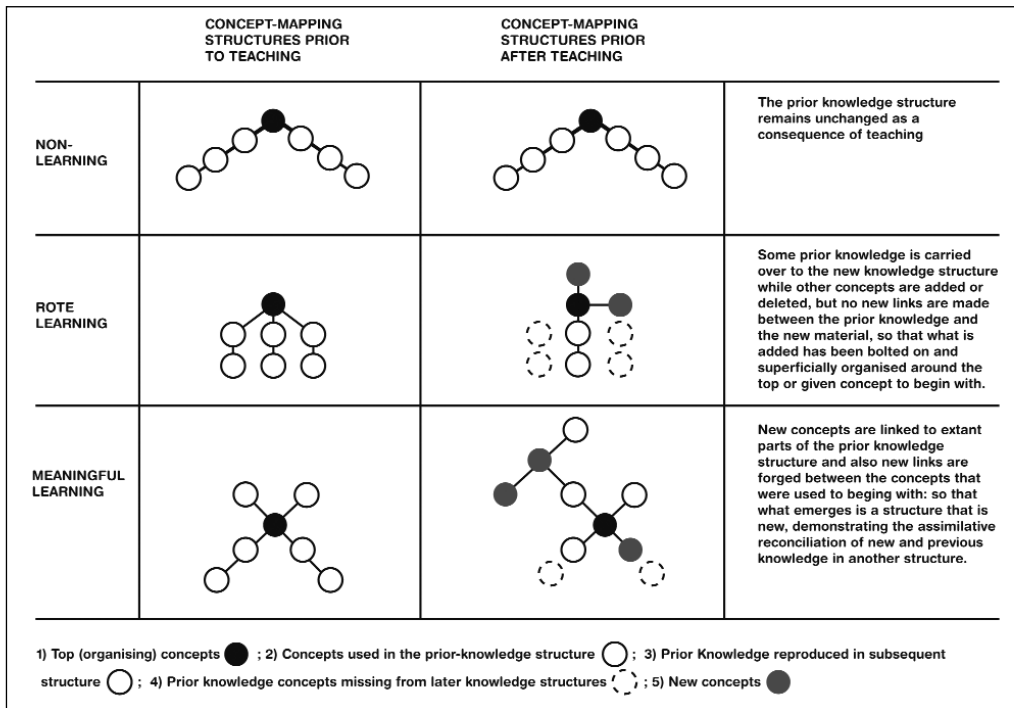 CONCEPT-MAPPING
STRUCTURES PRIOR
TO TEACHING
CONCEPT-MAPPING
STRUCTURES PRIOR
AFTER TEACHING
NON-
LEARNING
The prior knowledge structure
remains unchanged as a
consequence of teaching
ROTE
LEARNING
Some prior knowledge is carried
over to the new knowledge structure
while other concepts are added or
deleted, but no new links are made
between the prior knowledge and
the new material, so that what is
added has been bolted on and
superficially organised around the
top or given concept to begin with.
MEANINGFUL
LEARNING
New concepts are linked to extant
parts of the prior knowledge
structure and also new links are
forged between the concepts that
were used to beginning with: so that
what emerges is a structure that is
new, demonstrating the assimilative
reconciliation of new and previous
knowledge in another structure.
1) Top (organising) concepts ; 2) Concepts used in the prior-knowledge structure ; 3) Prior Knowledge reproduced in subsequent
structure ; 4) Prior knowledge concepts missing from later knowledge structures ; 5) New concepts